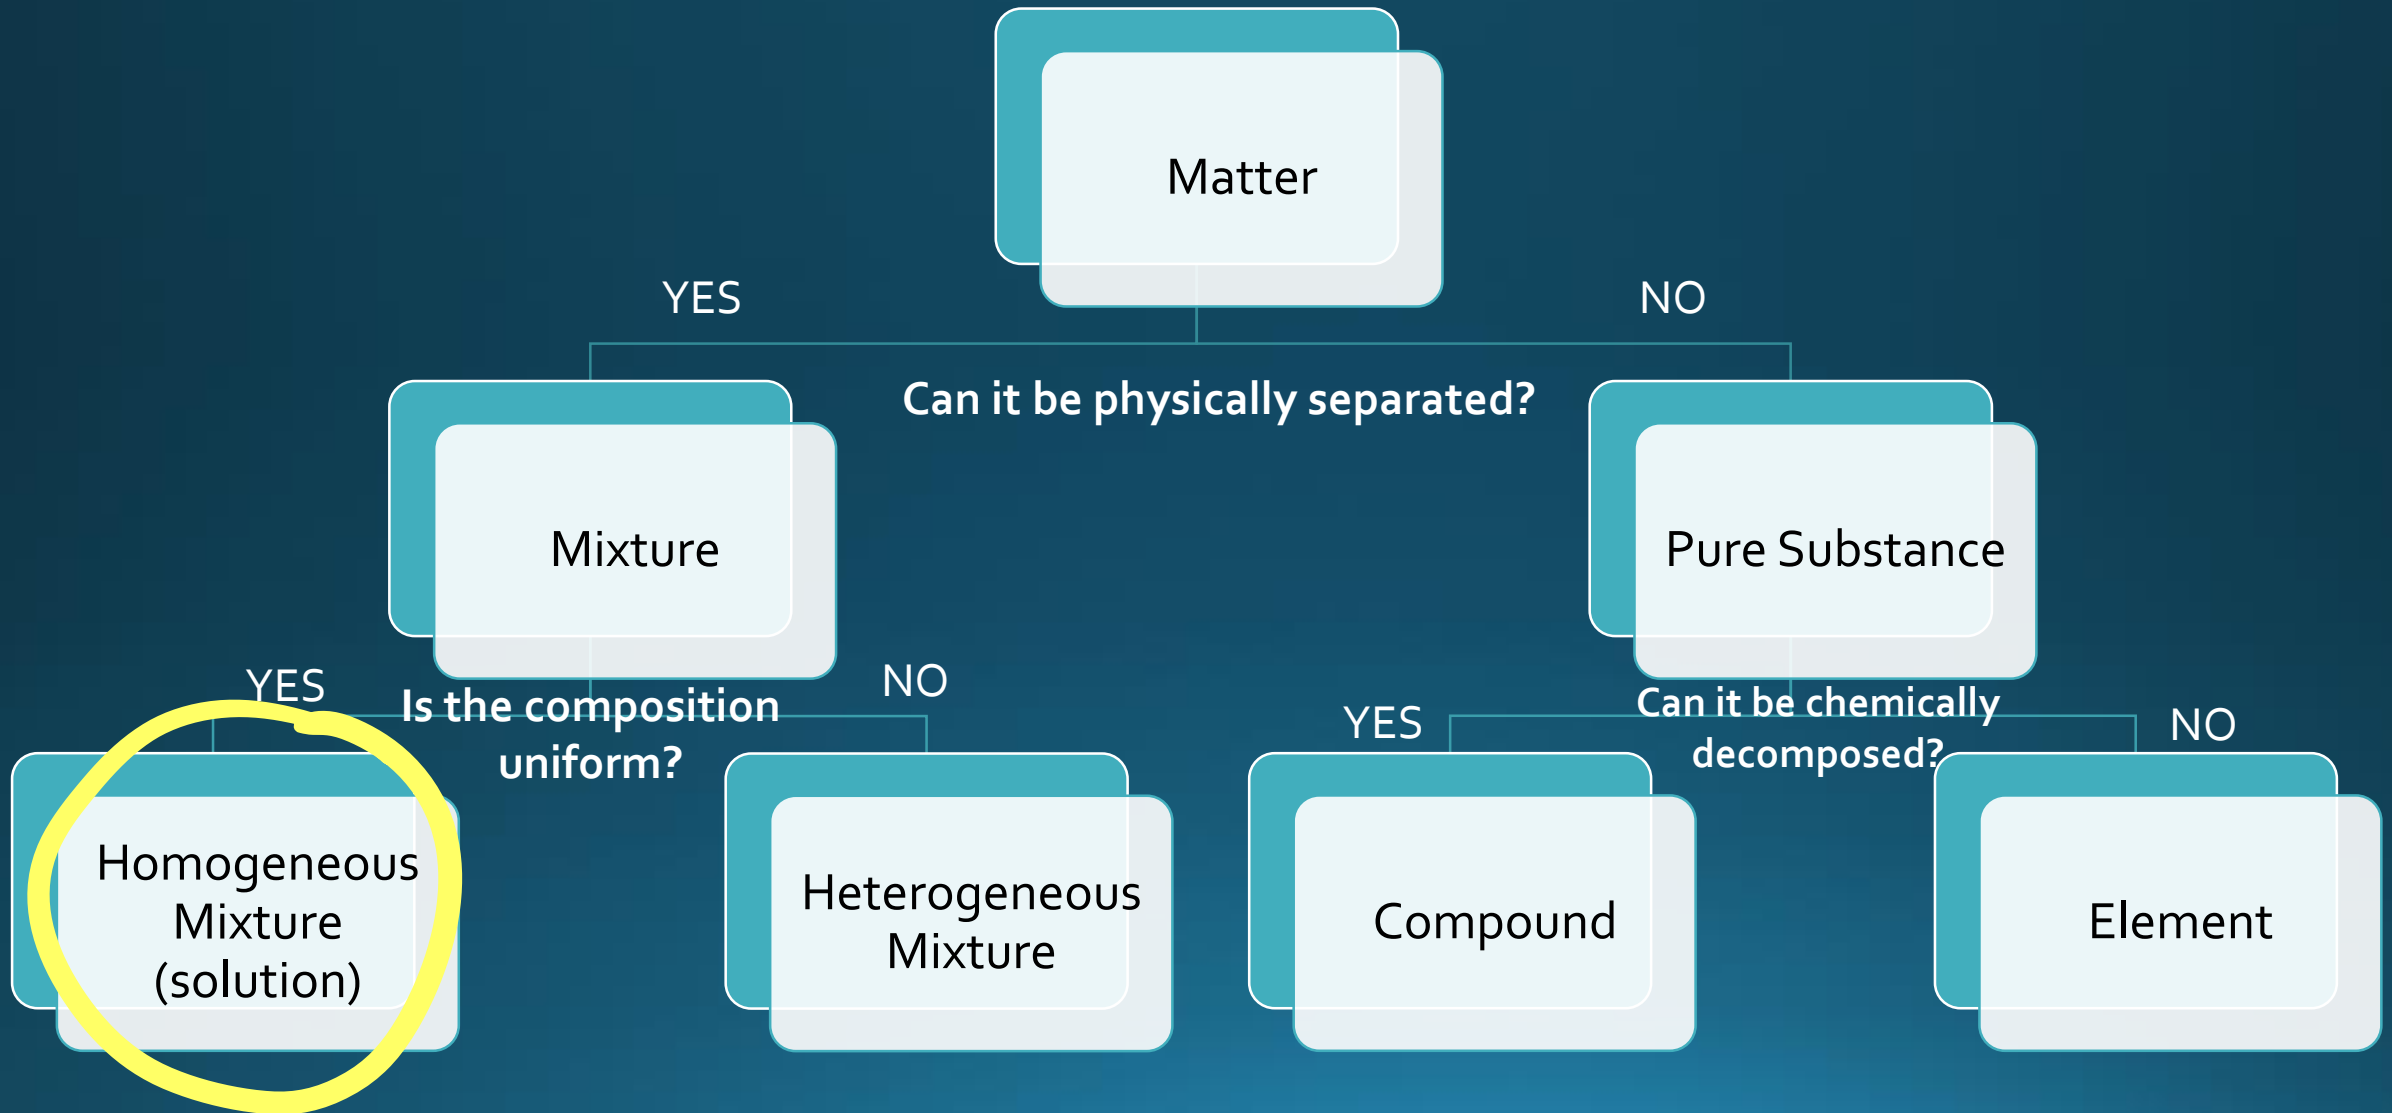 Matter
YES
NO
Can it be physically separated?
Mixture
Pure Substance
YES
Is the composition
uniform?
NO
YES
Can it be chemically
decomposed?
NO
Homogeneous
Mixture
(solution)
Heterogeneous
Mixture
Compound
Element